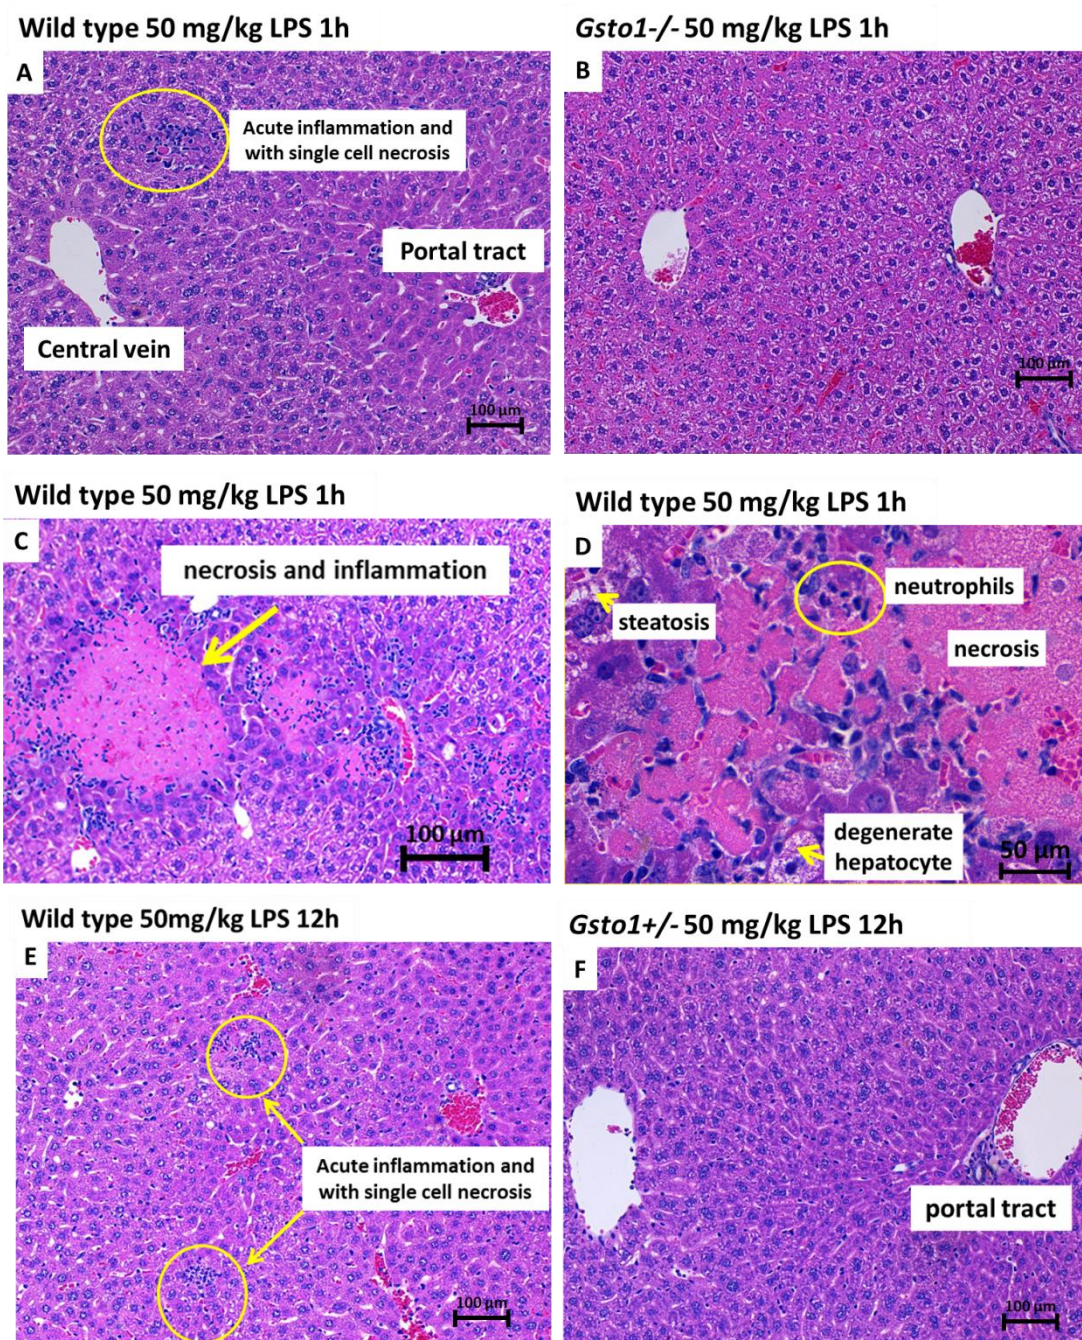 Wild type 50 mg/kg LPS 1h
A
Acute inflammation and
with single cell necrosis
Portal tract
Central vein
100 µm
Gsto1-/- 50 mg/kg LPS 1h
B
100 µm
Wild type 50 mg/kg LPS 1h
C
necrosis and inflammation
100 µm
Wild type 50 mg/kg LPS 1h
D
neutrophils
steatosis
necrosis
degenerate
hepatocyte
50 µm
Wild type 50mg/kg LPS 12h
E
Acute inflammation and
with single cell necrosis
100 µm
Gsto1+/- 50 mg/kg LPS 12h
F
portal tract
100 µm